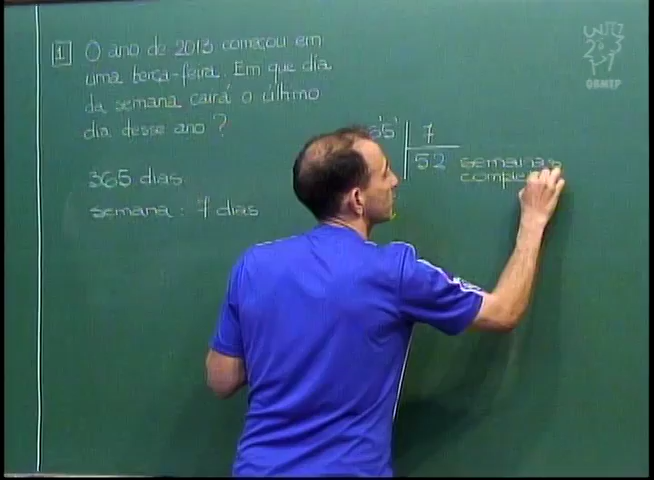 1 O ano de 2013 começou em
uma terça-feira. Em que dia
da semana cairá o último
dia desse ano ?
365 dias
semana : 7 dias
7
52 semanas
OBMEP